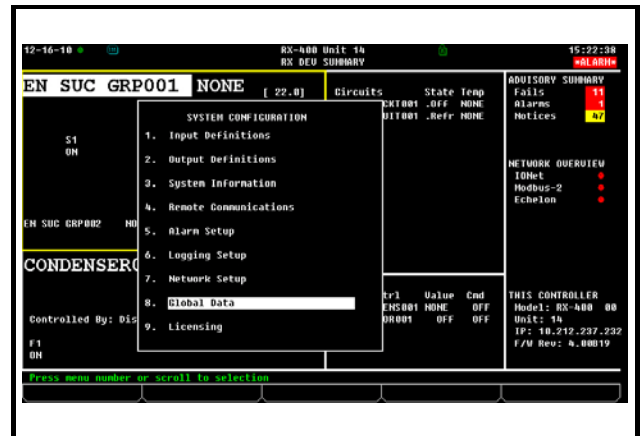 12-16-10
RX-400 Unit 14
15:22:38
RX DEV SUMMARY
*ALARM*
EN SUC GRP001 NONE [ 22.0]
Circuits State Temp
CKT001 .Off NONE
UIT001 .Refr NONE
S1
ON
EN SUC GRP002 NO
CONDENSER(
Controlled By: Dis
F1
ON
SYSTEM CONFIGURATION
1. Input Definitions
2. Output Definitions
3. System Information
4. Remote Communications
5. Alarm Setup
6. Logging Setup
7. Network Setup
8. Global Data
9. Licensing
trl Value Cmd
ENS001 NONE OFF
OR001 OFF OFF
ADVISORY SUMMARY
Fails 11
Alarms 1
Notices 47
NETWORK OVERVIEW
IONet
Modbus-2
Echelon
THIS CONTROLLER
Model: RX-400 00
Unit: 14
IP: 10.212.237.232
F/W Rev: 4.00B19
Press menu number or scroll to selection